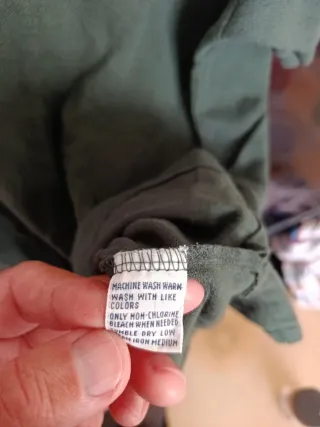 MACHINE WASH WARM
WASH WITH LIKE
COLORS
ONLY NON-CHLORINE
BLEACH WHEN NEEDED
TUMBLE DRY LOW
IRON MEDIUM